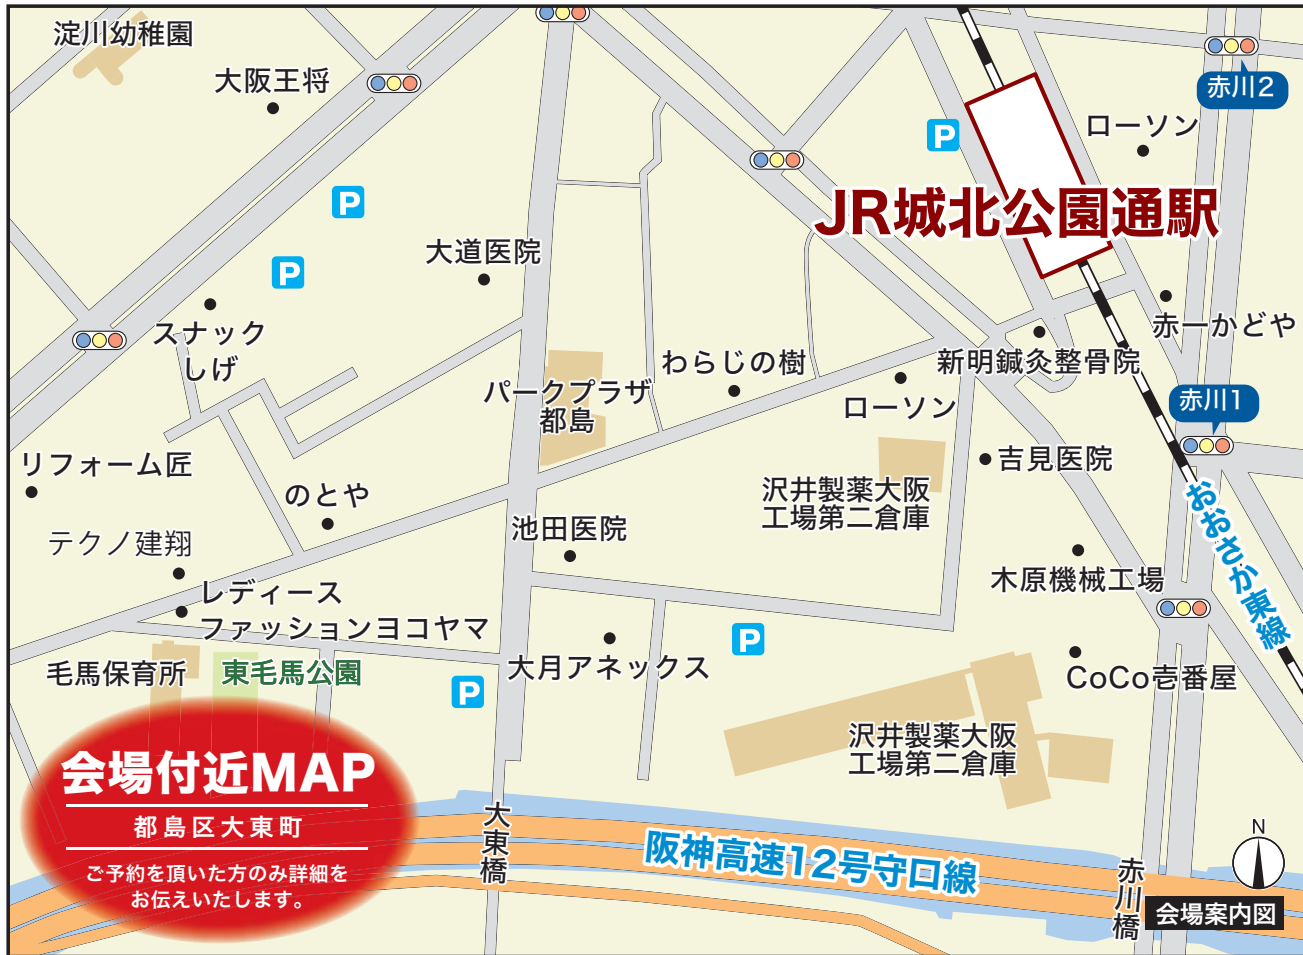 淀川幼稚園
大阪王将
赤川2
ローソン
P
P
JR城北公園通駅
大道医院
P
スナック
しげ
赤一かどや
新明鍼灸整骨院
わらじの樹
パークプラザ
都島
ローソン
赤川1
リフォーム匠
吉見医院
のとや
沢井製薬大阪
工場第二倉庫
おおさか東線
池田医院
テクノ建翔
木原機械工場
レディース
ファッションヨコヤマ
P
大月アネックス
毛馬保育所
東毛馬公園
CoCo壱番屋
P
沢井製薬大阪
工場第二倉庫
会場付近MAP
都島区大東町
ご予約を頂いた方のみ詳細を
お伝えいたします。
大東橋
阪神高速12号守口線
赤川橋
N
会場案内図